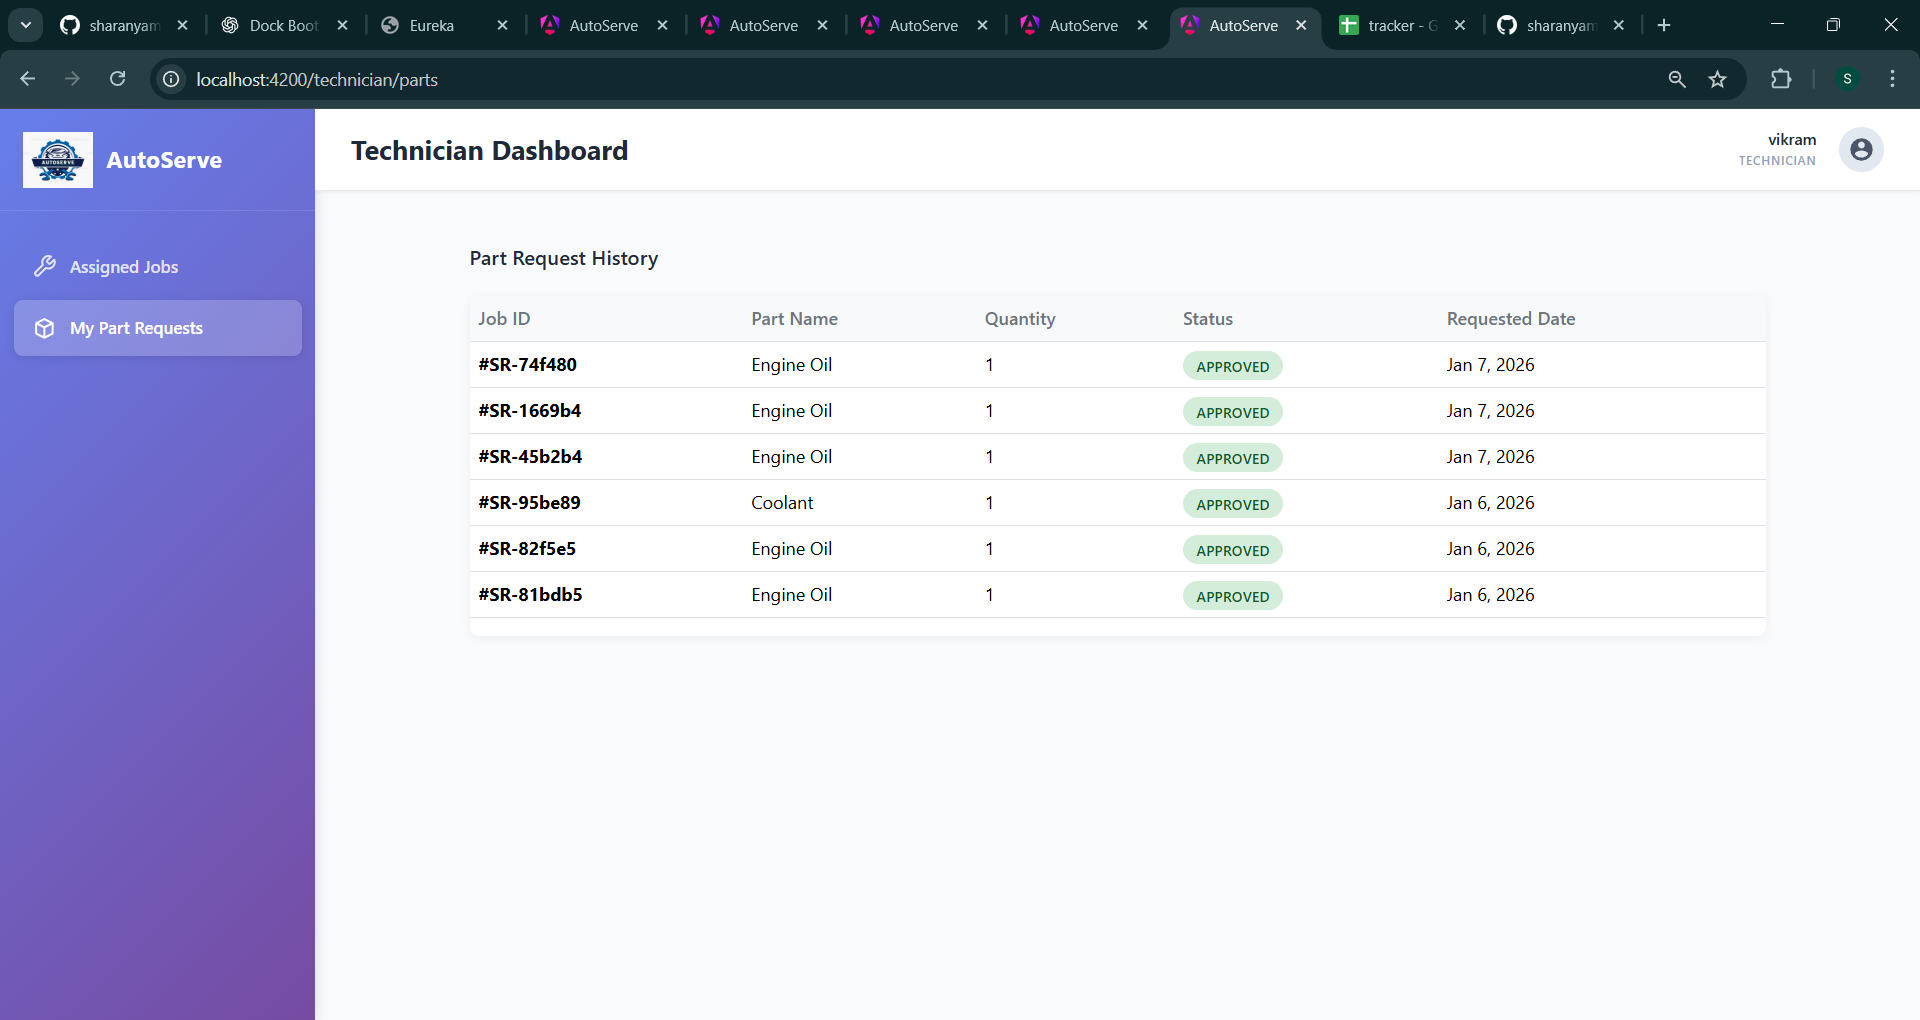 sharanyam
Dock Boot
Eureka
AutoServe
AutoServe
AutoServe
AutoServe
AutoServe
tracker - G
sharanyam
localhost:4200/technician/parts
S
AUTOSERVE
AutoServe
Technician Dashboard
vikram
TECHNICIAN
Assigned Jobs
My Part Requests
Part Request History
Job ID Part Name Quantity Status Requested Date
#SR-74f480 Engine Oil 1 APPROVED Jan 7, 2026
#SR-1669b4 Engine Oil 1 APPROVED Jan 7, 2026
#SR-45b2b4 Engine Oil 1 APPROVED Jan 7, 2026
#SR-95be89 Coolant 1 APPROVED Jan 6, 2026
#SR-82f5e5 Engine Oil 1 APPROVED Jan 6, 2026
#SR-81bdb5 Engine Oil 1 APPROVED Jan 6, 2026